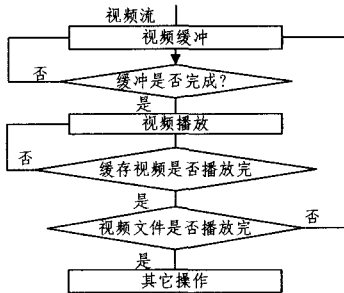 视频流
视频缓冲
否
缓冲是否完成?
是
视频播放
否
缓存视频是否播放完
是
否
视频文件是否播放完
是
其它操作